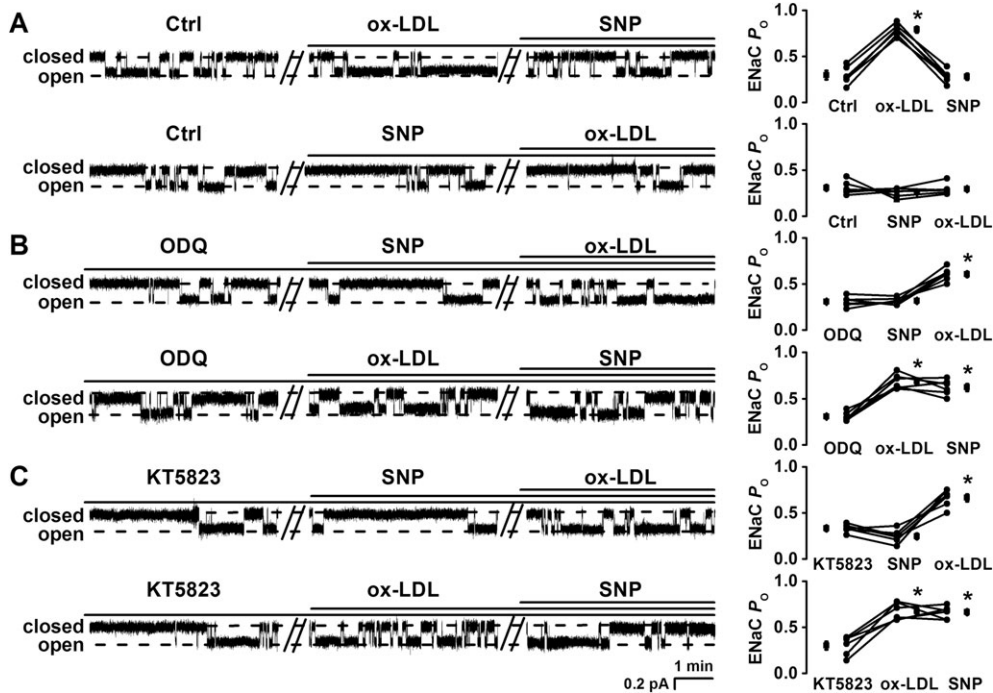 A
Ctrl ox-LDL SNP
closed
open
ENaC Po
1.0
0.5
0.0
*
Ctrl ox-LDL SNP
Ctrl SNP ox-LDL
closed
open
ENaC Po
1.0
0.5
0.0
Ctrl SNP ox-LDL
B
ODQ SNP ox-LDL
closed
open
ENaC Po
1.0
0.5
0.0
*
ODQ SNP ox-LDL
ODQ ox-LDL SNP
closed
open
ENaC Po
1.0
0.5
0.0
* *
ODQ ox-LDL SNP
C
KT5823 SNP ox-LDL
closed
open
ENaC Po
1.0
0.5
0.0
*
KT5823 SNP ox-LDL
KT5823 ox-LDL SNP
closed
open
ENaC Po
1.0
0.5
0.0
* *
KT5823 ox-LDL SNP
1 min
0.2 pA